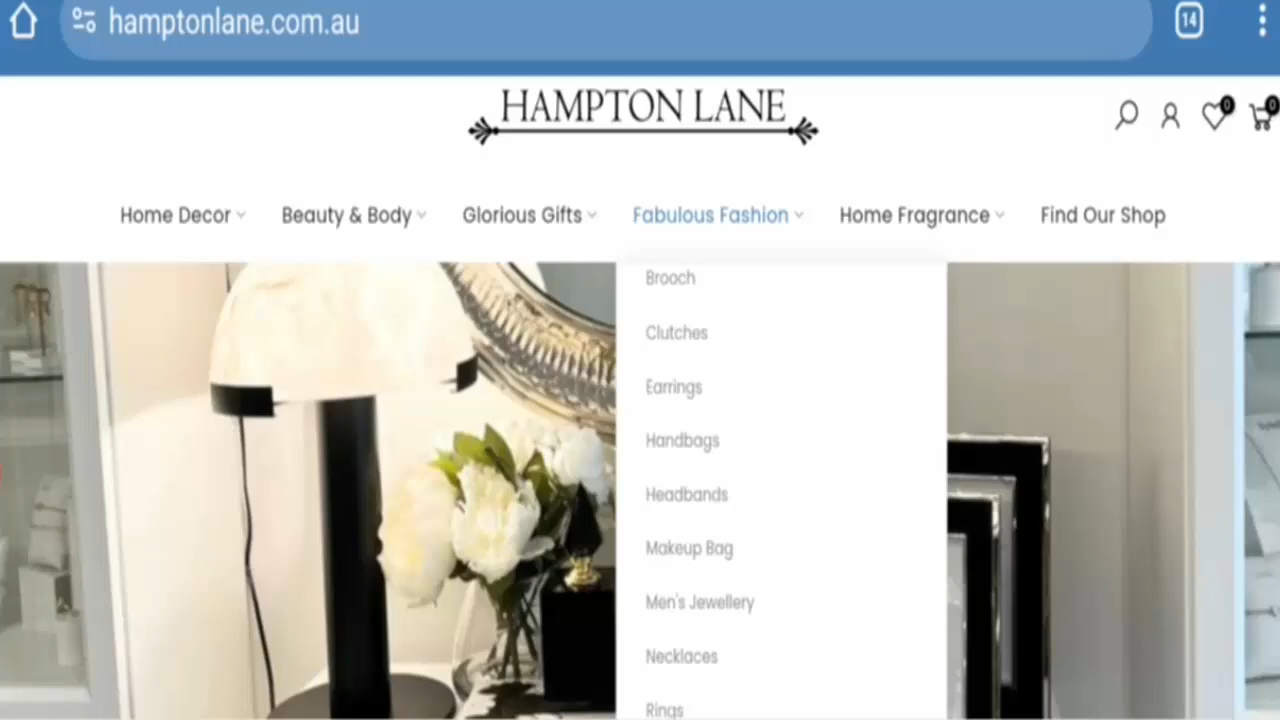 hamptonlane.com.au
14
HAMPTON LANE
0
0
Home Decor
Beauty & Body
Glorious Gifts
Fabulous Fashion
Home Fragrance
Find Our Shop
Brooch
Clutches
Earrings
Handbags
Headbands
Makeup Bag
Men's Jewellery
Necklaces
Rings